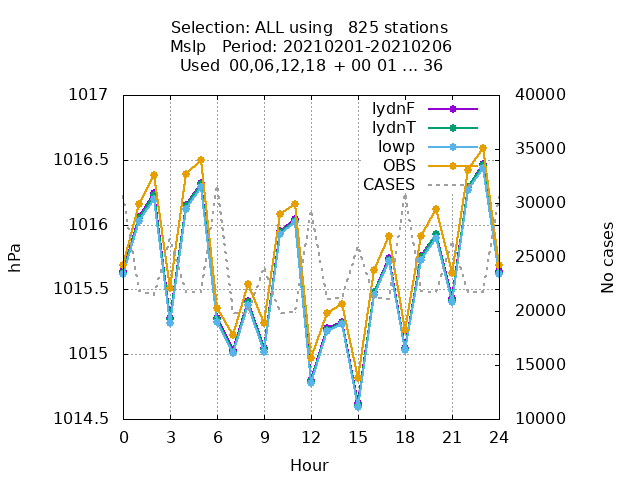 Selection: ALL using   825 stations
Mslp   Period: 20210201-20210206
Used  00,06,12,18 + 00 01 ... 36
1017
1016.5
1016
1015.5
1015
1014.5
40000
35000
30000
25000
20000
15000
10000
lydnF
lydnT
lowp
OBS
CASES
hPa
No cases
0 3 6 9 12 15 18 21 24
Hour